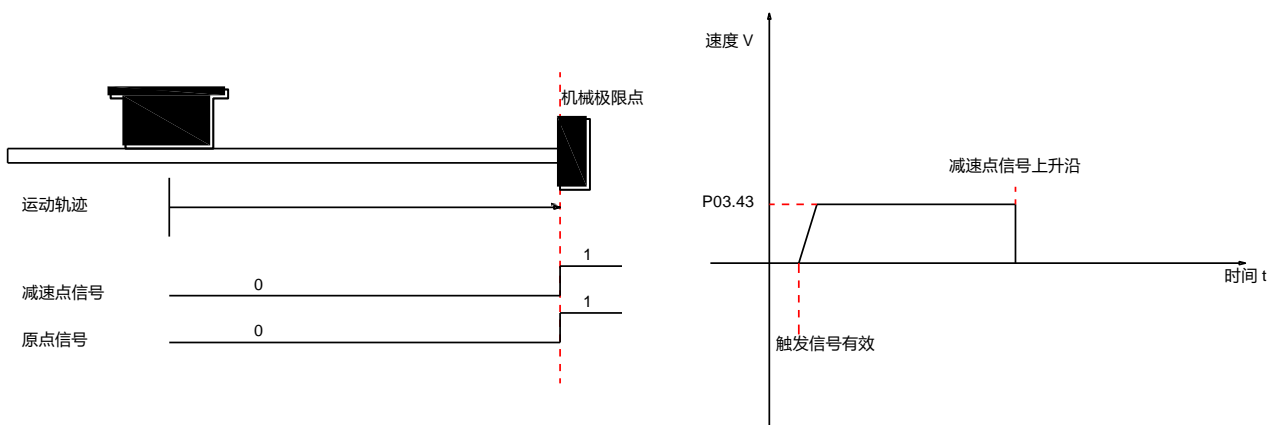 机械极限点
运动轨迹
1
减速点信号
0
1
原点信号
0
速度 V
减速点信号上升沿
P03.43
时间 t
触发信号有效